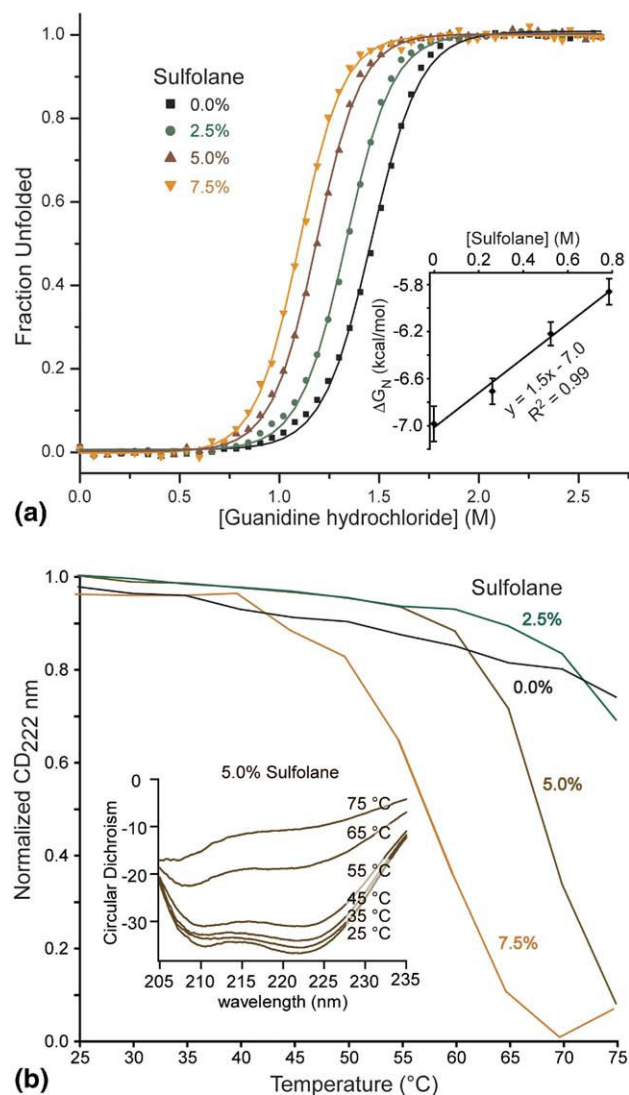 1.0
0.8
0.6
0.4
0.2
0.0
Fraction Unfolded
Sulfolane
0.0%
2.5%
5.0%
7.5%
[Sulfolane] (M)
0 0.2 0.4 0.6 0.8
-5.8
-6.2
-6.6
-7.0
ΔG_N (kcal/mol)
y = 1.5x - 7.0
R² = 0.99
0.0 0.5 1.0 1.5 2.0 2.5
[Guanidine hydrochloride] (M)
(a)
1.0
0.8
0.6
0.4
0.2
0.0
Normalized CD₂₂₂ nm
Sulfolane
2.5%
0.0%
5.0%
7.5%
5.0% Sulfolane
0
-10
-20
-30
Circular Dichroism
75 °C
65 °C
55 °C
45 °C
35 °C
25 °C
205 210 215 220 225 230 235
wavelength (nm)
25 30 35 40 45 50 55 60 65 70 75
Temperature (°C)
(b)